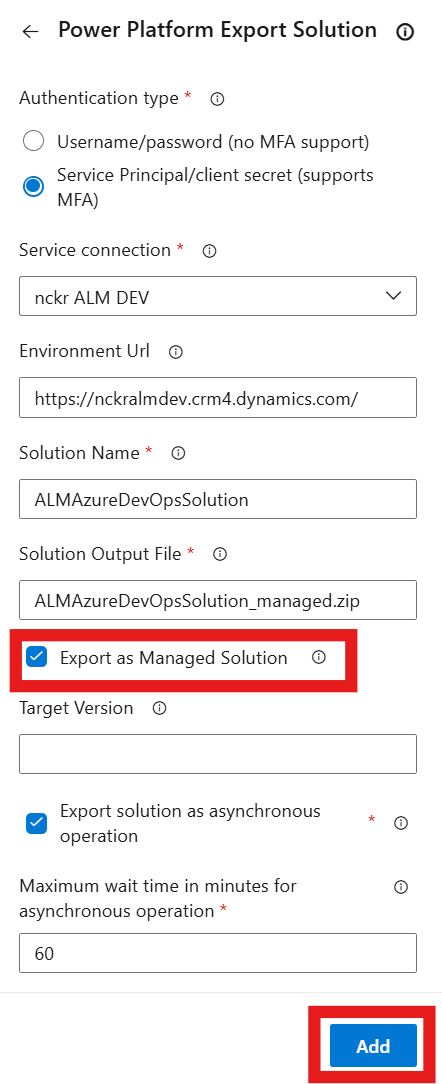 Power Platform Export Solution
Authentication type *
Username/password (no MFA support)
Service Principal/client secret (supports
MFA)
Service connection *
nckr ALM DEV
Environment Url
https://nckralmdev.crm4.dynamics.com/
Solution Name *
ALMAzureDevOpsSolution
Solution Output File *
ALMAzureDevOpsSolution_managed.zip
Export as Managed Solution
Target Version
Export solution as asynchronous *
operation
Maximum wait time in minutes for
asynchronous operation *
60
Add